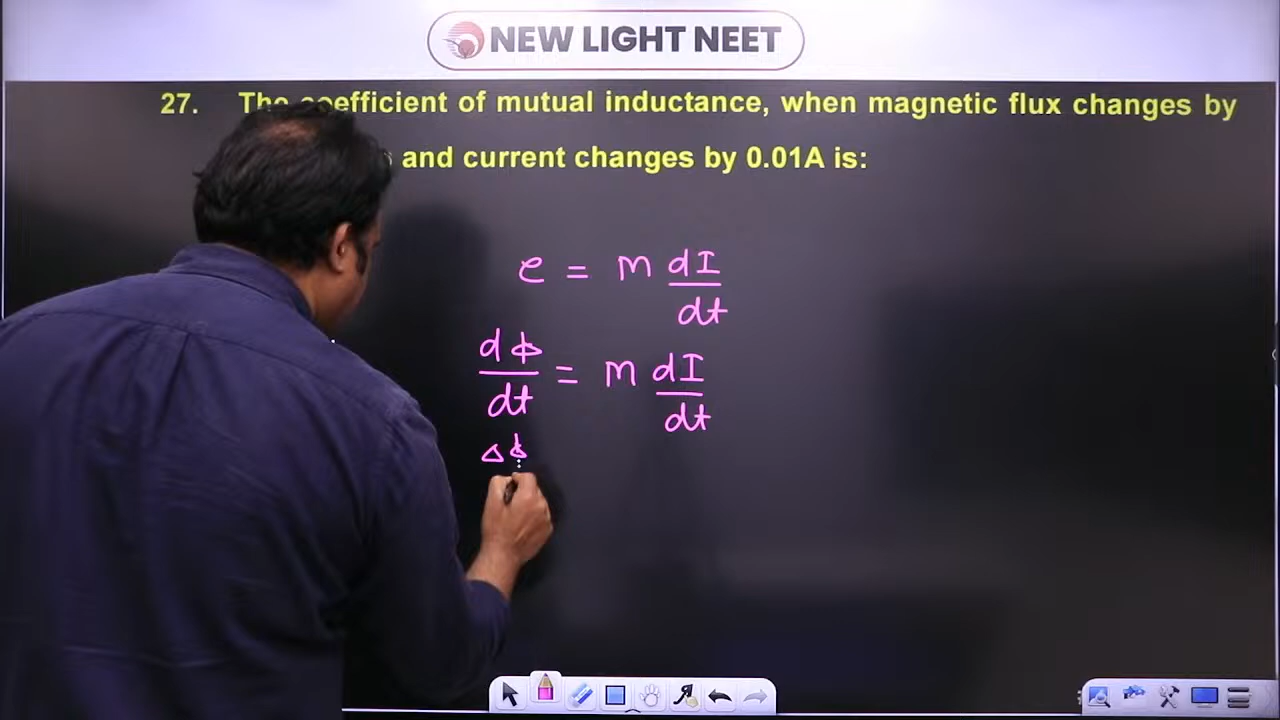 NEW LIGHT NEET
27. The coefficient of mutual inductance, when magnetic flux changes by
and current changes by 0.01A is:
e = m dI/dt
dϕ/dt = m dI/dt
Δϕ